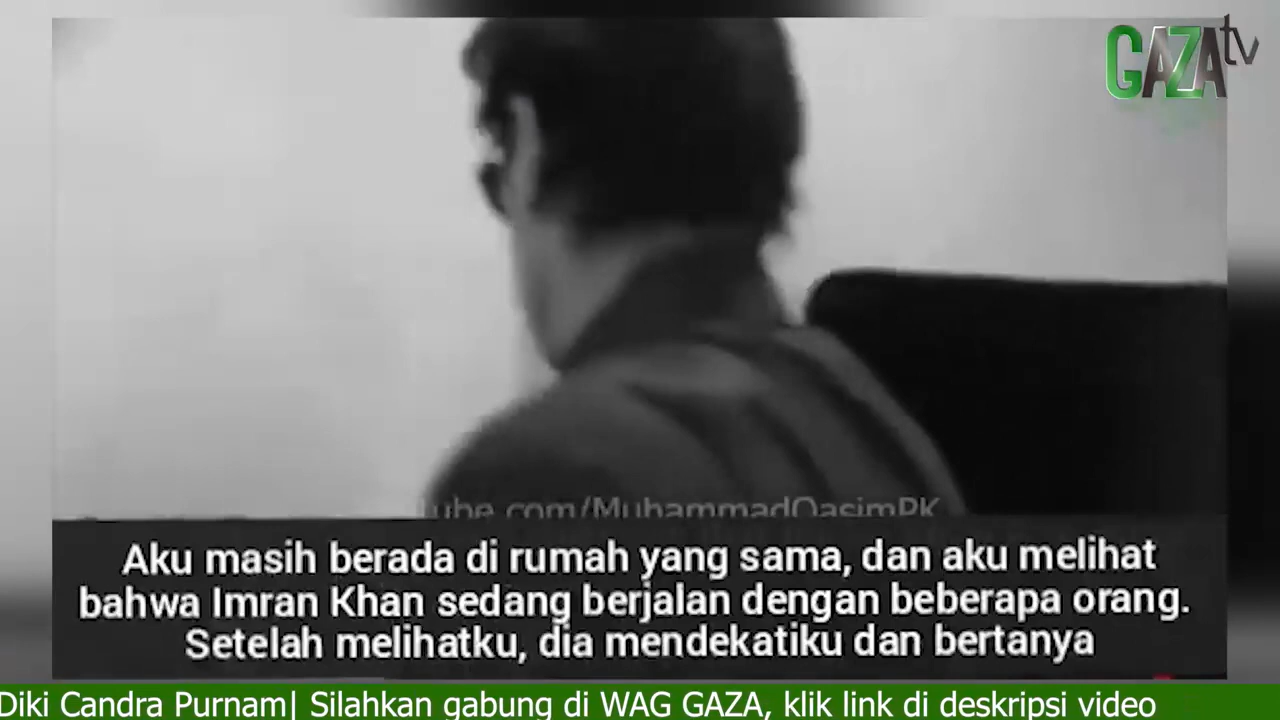 GAZA tv
tube.com/MuhammadQasimPK
Aku masih berada di rumah yang sama, dan aku melihat
bahwa Imran Khan sedang berjalan dengan beberapa orang.
Setelah melihatku, dia mendekatiku dan bertanya
Diki Candra Purnam| Silahkan gabung di WAG GAZA, klik link di deskripsi video